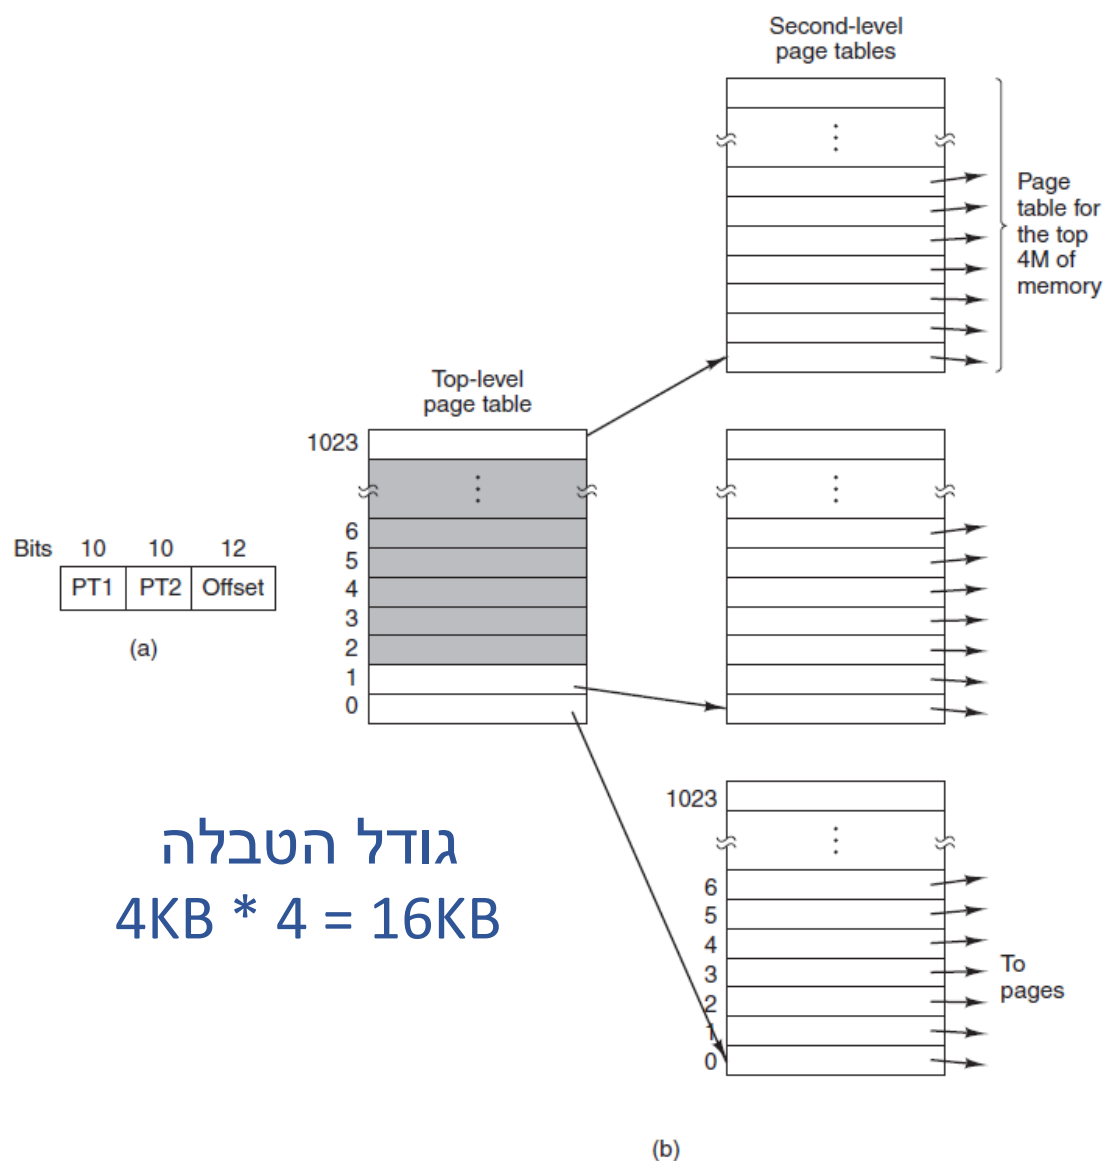 Second-level
page tables
Page
table for
the top
4M of
memory
Top-level
page table
1023
6
5
4
3
2
1
0
Bits 10 10 12
PT1 PT2 Offset
(a)
גודל הטבלה
4KB * 4 = 16KB
1023
6
5
4
3
2
1
0
To
pages
(b)